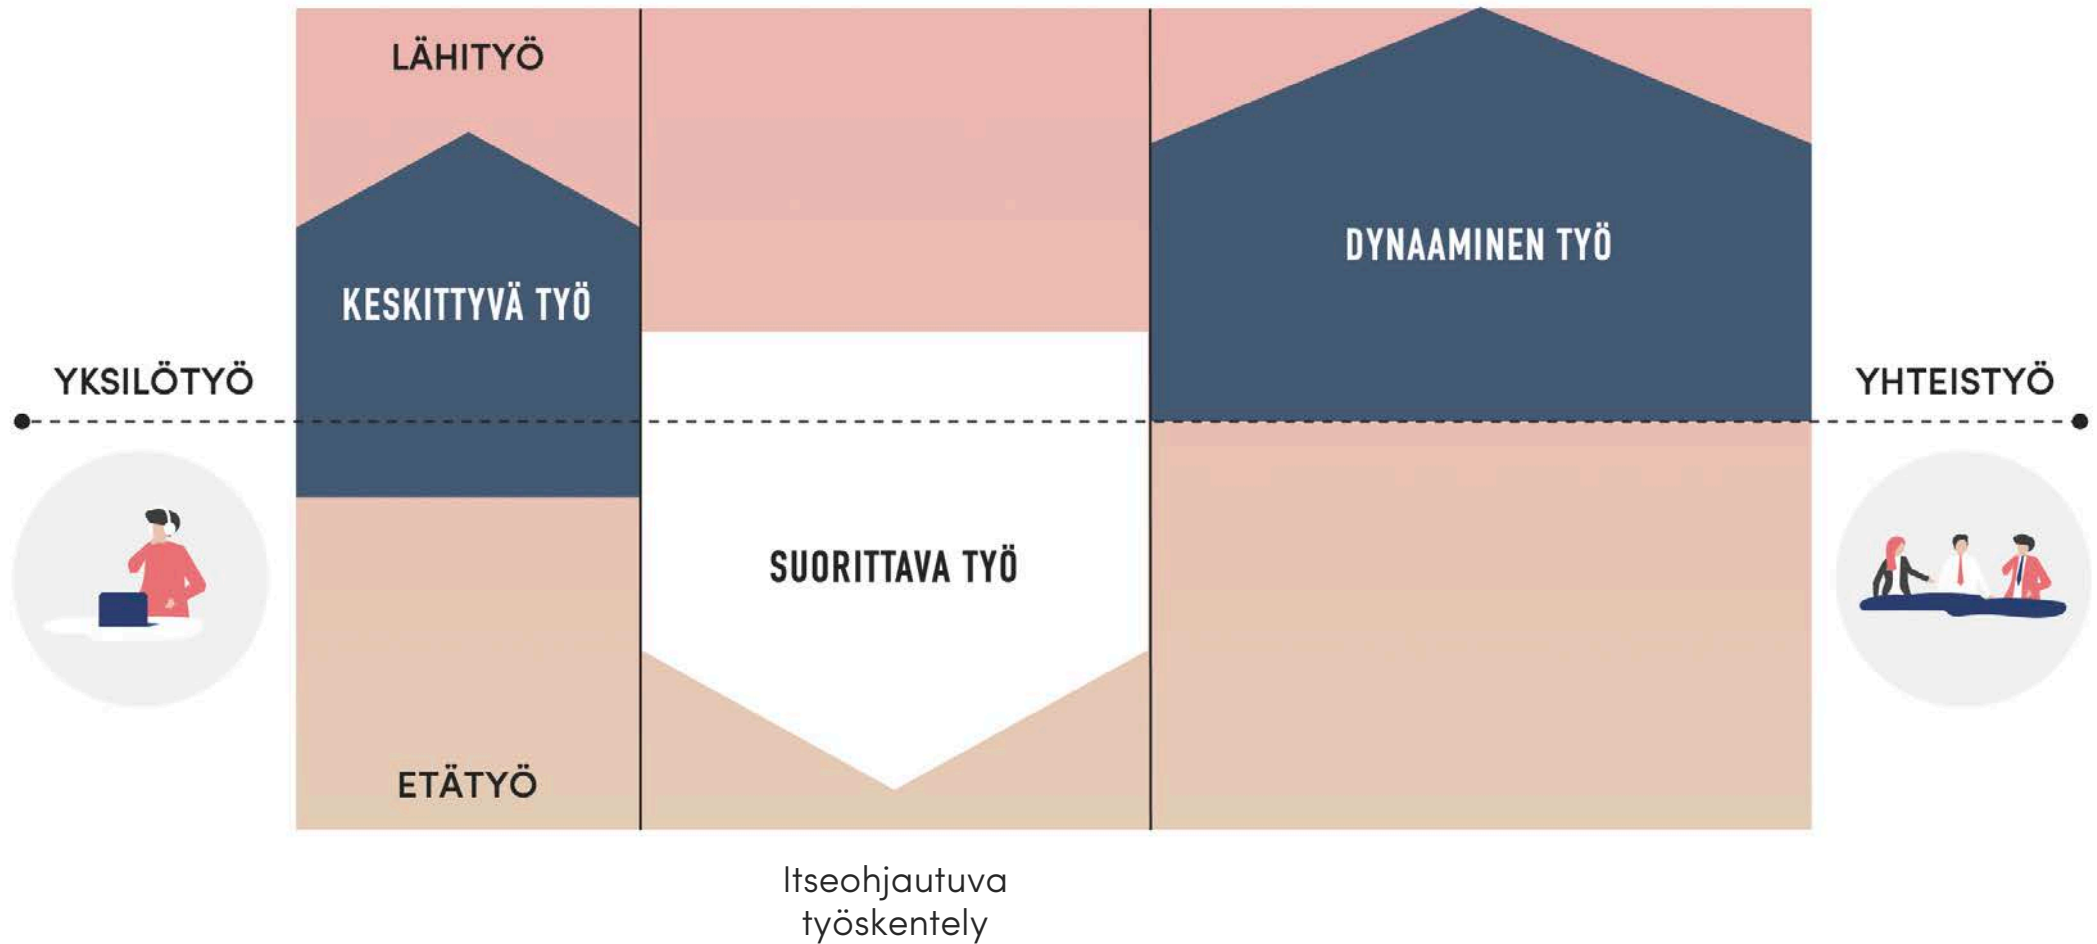 LÄHITYÖ
DYNAAMINEN TYÖ
KESKITTYVÄ TYÖ
YKSILÖTYÖ
YHTEISTYÖ
SUORITTAVA TYÖ
ETÄTYÖ
Itseohjautuva
työskentely